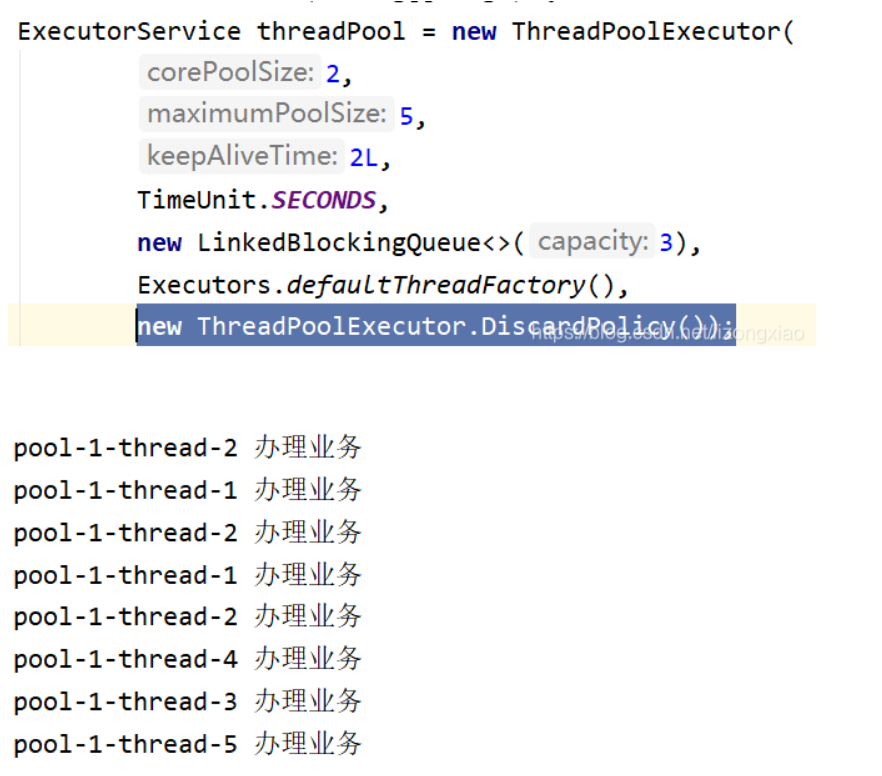 ExecutorService threadPool = new ThreadPoolExecutor(
corePoolSize: 2,
maximumPoolSize: 5,
keepAliveTime: 2L,
TimeUnit.SECONDS,
new LinkedBlockingQueue<>( capacity: 3),
Executors.defaultThreadFactory(),
new ThreadPoolExecutor.DiscardPolicy());
https://blog.csdn.net/lizongxiao
pool-1-thread-2 办理业务
pool-1-thread-1 办理业务
pool-1-thread-2 办理业务
pool-1-thread-1 办理业务
pool-1-thread-2 办理业务
pool-1-thread-4 办理业务
pool-1-thread-3 办理业务
pool-1-thread-5 办理业务